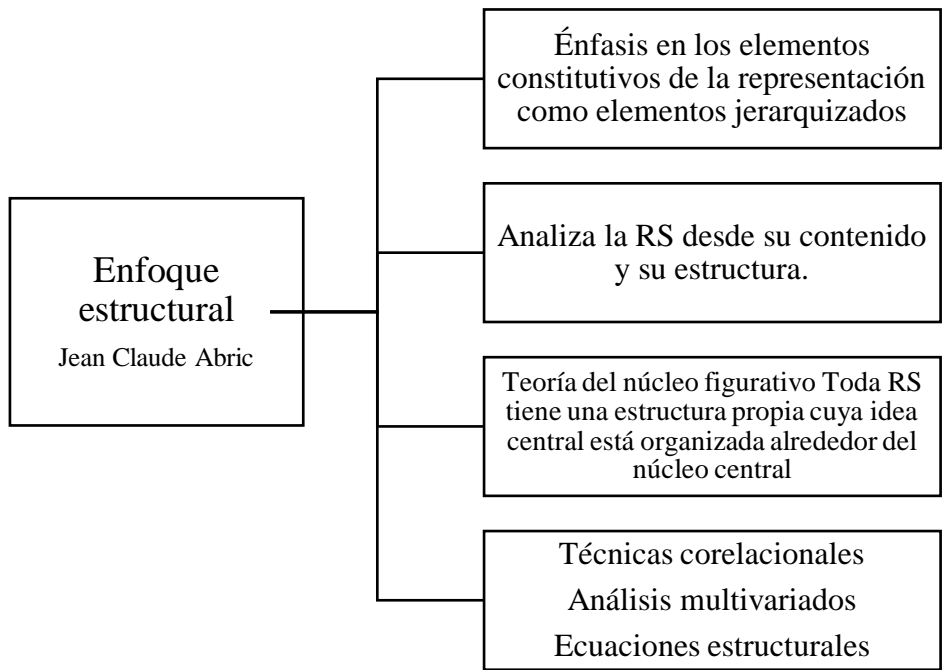 Enfoque
estructural
Jean Claude Abric
Énfasis en los elementos
constitutivos de la representación
como elementos jerarquizados
Analiza la RS desde su contenido
y su estructura.
Teoría del núcleo figurativo Toda RS
tiene una estructura propia cuya idea
central está organizada alrededor del
núcleo central
Técnicas corelacionales
Análisis multivariados
Ecuaciones estructurales